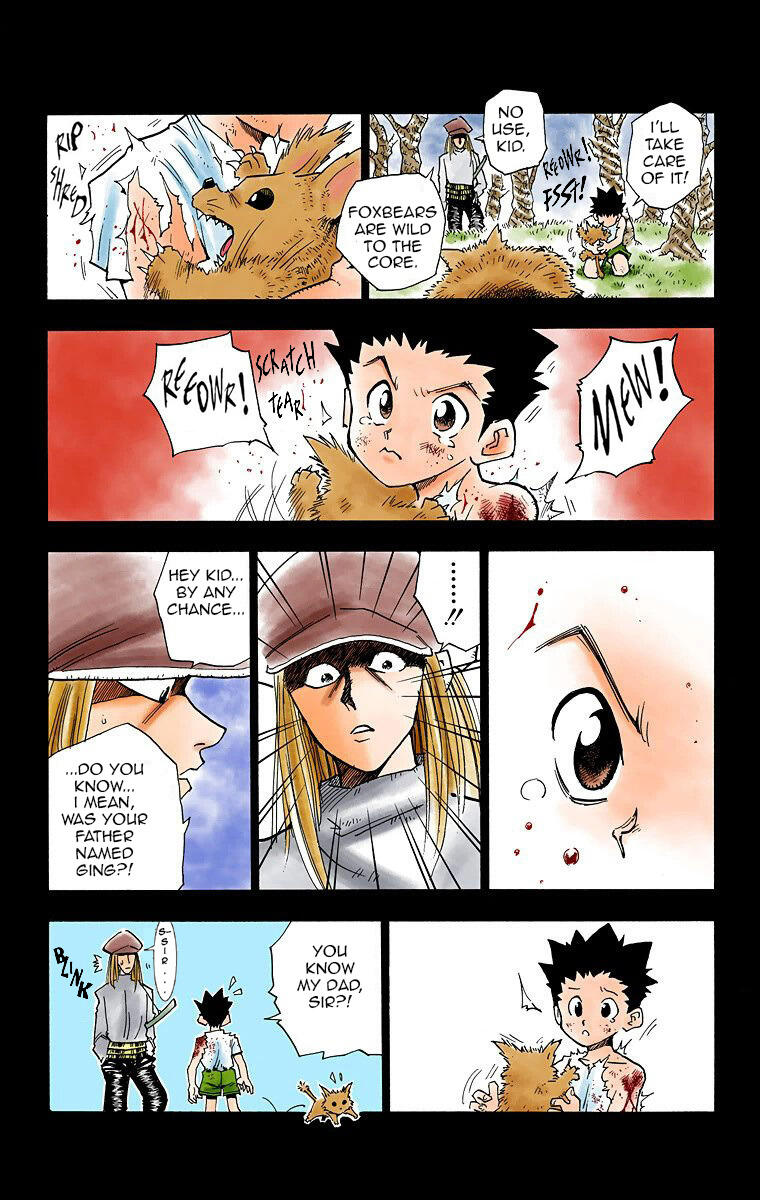 I'LL
TAKE
CARE
OF IT!
REEOWR!
FSST!
NO
USE,
KID.
FOXBEARS
ARE WILD
TO THE
CORE.
RIP
SHRED
MEW!
SCRATCH
TEAR
REEOWR!
......!!
HEY KID...
BY ANY
CHANCE...
...DO YOU
KNOW...
I MEAN,
WAS YOUR
FATHER
NAMED
GING?!
YOU
KNOW
MY DAD,
SIR?!
S-
SIR...
BLINK